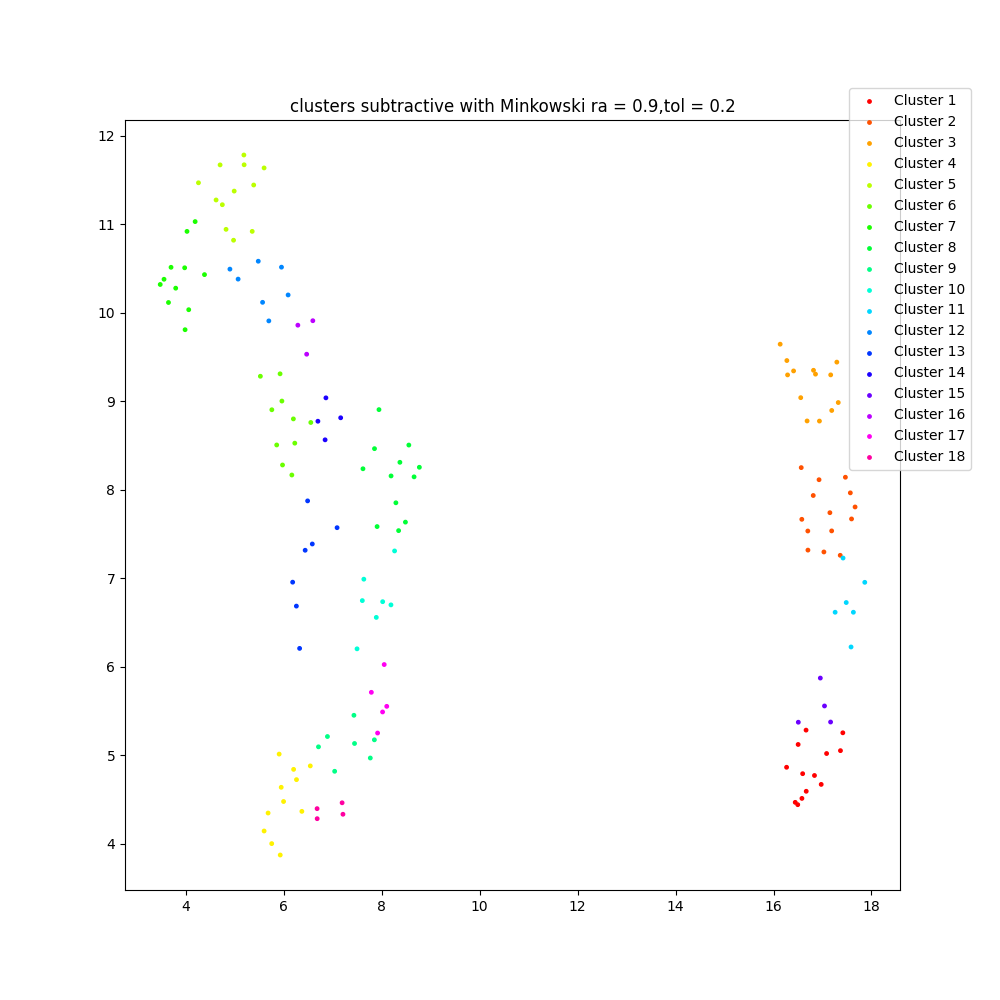 clusters subtractive with Minkowski ra = 0.9,tol = 0.2
Cluster 1
Cluster 2
Cluster 3
Cluster 4
Cluster 5
Cluster 6
Cluster 7
Cluster 8
Cluster 9
Cluster 10
Cluster 11
Cluster 12
Cluster 13
Cluster 14
Cluster 15
Cluster 16
Cluster 17
Cluster 18
12
11
10
9
8
7
6
5
4
4 6 8 10 12 14 16 18